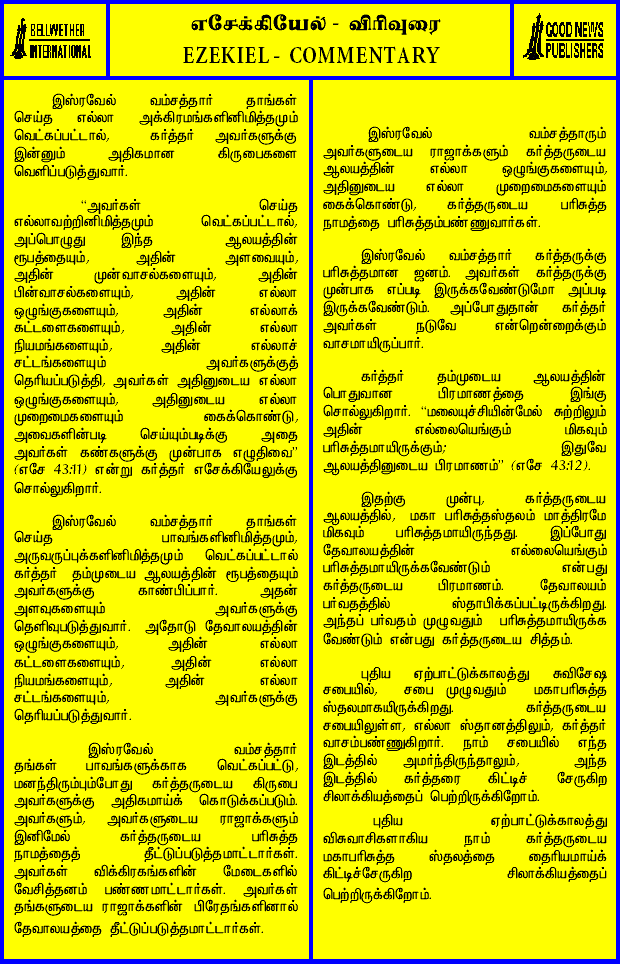 BELLWETHER
INTERNATIONAL
எசேக்கியேல் - விரிவுரை
EZEKIEL - COMMENTARY
GOOD NEWS
PUBLISHERS
இஸ்ரவேல் வம்சத்தார் தாங்கள்
செய்த எல்லா அக்கிரமங்களினிமித்தமும்
வெட்கப்பட்டால், கர்த்தர் அவர்களுக்கு
இன்னும் அதிகமான கிருபைகளை
வெளிப்படுத்துவார்.
“அவர்கள் செய்த
எல்லாவற்றினிமித்தமும் வெட்கப்பட்டால்,
அப்பொழுது இந்த ஆலயத்தின்
ரூபத்தையும், அதின் அளவையும்,
அதின் முன்வாசல்களையும், அதின்
பின்வாசல்களையும், அதின் எல்லா
ஒழுங்குகளையும், அதின் எல்லாக்
கட்டளைகளையும், அதின் எல்லா
நியமங்களையும், அதின் எல்லாச்
சட்டங்களையும் அவர்களுக்குத்
தெரியப்படுத்தி, அவர்கள் அதினுடைய எல்லா
ஒழுங்குகளையும், அதினுடைய எல்லா
முறைமைகளையும் கைக்கொண்டு,
அவைகளின்படி செய்யும்படிக்கு அதை
அவர்கள் கண்களுக்கு முன்பாக எழுதிவை”
(எசே 43:11) என்று கர்த்தர் எசேக்கியேலுக்கு
சொல்லுகிறார்.
இஸ்ரவேல் வம்சத்தார் தாங்கள்
செய்த பாவங்களினிமித்தமும்,
அருவருப்புக்களினிமித்தமும் வெட்கப்பட்டால்
கர்த்தர் தம்முடைய ஆலயத்தின் ரூபத்தையும்
அவர்களுக்கு காண்பிப்பார். அதன்
அளவுகளையும் அவர்களுக்கு
தெளிவுபடுத்துவார். அதோடு தேவாலயத்தின்
ஒழுங்குகளையும், அதின் எல்லா
கட்டளைகளையும், அதின் எல்லா
நியமங்களையும், அதின் எல்லா
சட்டங்களையும், அவர்களுக்கு
தெரியப்படுத்துவார்.
இஸ்ரவேல் வம்சத்தார்
தங்கள் பாவங்களுக்காக வெட்கப்பட்டு,
மனந்திரும்பும்போது கர்த்தருடைய கிருபை
அவர்களுக்கு அதிகமாய்க் கொடுக்கப்படும்.
அவர்களும், அவர்களுடைய ராஜாக்களும்
இனிமேல் கர்த்தருடைய பரிசுத்த
நாமத்தைத் தீட்டுப்படுத்தமாட்டார்கள்.
அவர்கள் விக்கிரகங்களின் மேடைகளில்
வேசித்தனம் பண்ணமாட்டார்கள். அவர்கள்
தங்களுடைய ராஜாக்களின் பிரேதங்களினால்
தேவாலயத்தை தீட்டுப்படுத்தமாட்டார்கள்.
இஸ்ரவேல் வம்சத்தாரும்
அவர்களுடைய ராஜாக்களும் கர்த்தருடைய
ஆலயத்தின் எல்லா ஒழுங்குகளையும்,
அதினுடைய எல்லா முறைமைகளையும்
கைக்கொண்டு, கர்த்தருடைய பரிசுத்த
நாமத்தை பரிசுத்தம்பண்ணுவார்கள்.
இஸ்ரவேல் வம்சத்தார் கர்த்தருக்கு
பரிசுத்தமான ஜனம். அவர்கள் கர்த்தருக்கு
முன்பாக எப்படி இருக்கவேண்டுமோ அப்படி
இருக்கவேண்டும். அப்போதுதான் கர்த்தர்
அவர்கள் நடுவே என்றென்றைக்கும்
வாசமாயிருப்பார்.
கர்த்தர் தம்முடைய ஆலயத்தின்
பொதுவான பிரமாணத்தை இங்கு
சொல்லுகிறார். “மலையுச்சியின்மேல் சுற்றிலும்
அதின் எல்லையெங்கும் மிகவும்
பரிசுத்தமாயிருக்கும்; இதுவே
ஆலயத்தினுடைய பிரமாணம்” (எசே 43:12).
இதற்கு முன்பு, கர்த்தருடைய
ஆலயத்தில், மகா பரிசுத்தஸ்தலம் மாத்திரமே
மிகவும் பரிசுத்தமாயிருந்தது. இப்போது
தேவாலயத்தின் எல்லையெங்கும்
பரிசுத்தமாயிருக்கவேண்டும் என்பது
கர்த்தருடைய பிரமாணம். தேவாலயம்
பர்வதத்தில் ஸ்தாபிக்கப்பட்டிருக்கிறது.
அந்தப் பர்வதம் முழுவதும் பரிசுத்தமாயிருக்க
வேண்டும் என்பது கர்த்தருடைய சித்தம்.
புதிய ஏற்பாட்டுக்காலத்து சுவிசேஷ
சபையில், சபை முழுவதும் மகாபரிசுத்த
ஸ்தலமாகயிருக்கிறது. கர்த்தருடைய
சபையிலுள்ள, எல்லா ஸ்தானத்திலும், கர்த்தர்
வாசம்பண்ணுகிறார். நாம் சபையில் எந்த
இடத்தில் அமர்ந்திருந்தாலும், அந்த
இடத்தில் கர்த்தரை கிட்டிச் சேருகிற
சிலாக்கியத்தைப் பெற்றிருக்கிறோம்.
புதிய ஏற்பாட்டுக்காலத்து
விசுவாசிகளாகிய நாம் கர்த்தருடைய
மகாபரிசுத்த ஸ்தலத்தை தைரியமாய்க்
கிட்டிச்சேருகிற சிலாக்கியத்தைப்
பெற்றிருக்கிறோம்.